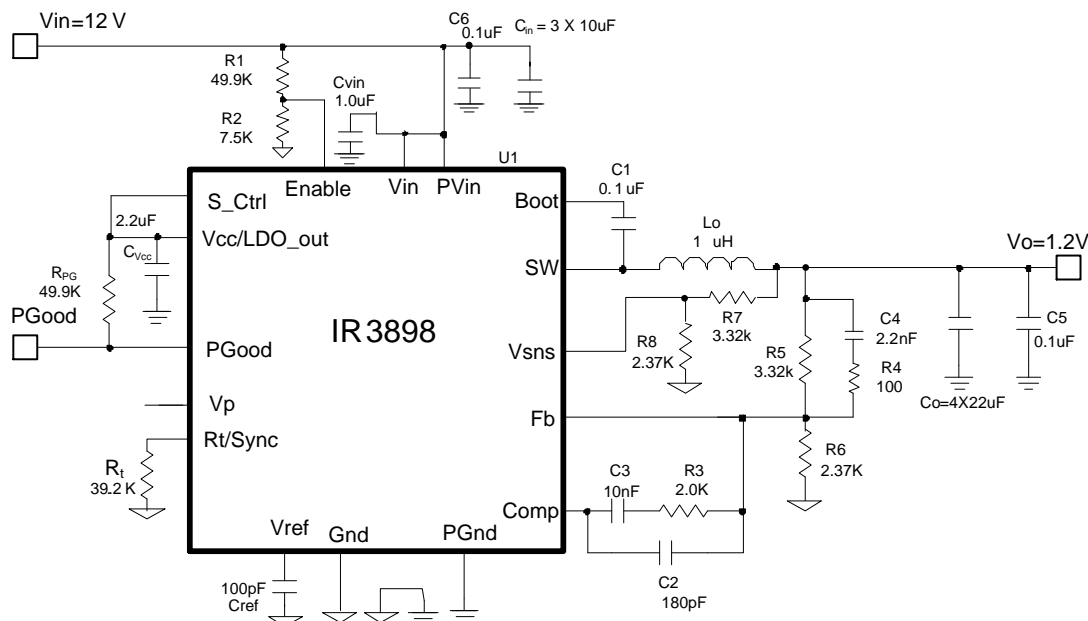 Vin=12 V
C6
0.1uF
Cin = 3 X 10uF
R1
49.9K
Cvin
1.0uF
R2
7.5K
U1
Enable
Vin
PVin
S_Ctrl
Boot
C1
0.1 uF
2.2uF
Vcc/LDO_out
CVcc
Lo
1 uH
Vo=1.2V
SW
RPG
49.9K
PGood
IR3898
R7
3.32k
C4
2.2nF
C5
0.1uF
PGood
Vsns
R8
2.37K
R5
3.32k
R4
100
Co=4X22uF
Vp
Fb
Rt/Sync
Rt
39.2 K
R6
2.37K
C3
10nF
R3
2.0K
Comp
Vref
Gnd
PGnd
100pF
Cref
C2
180pF